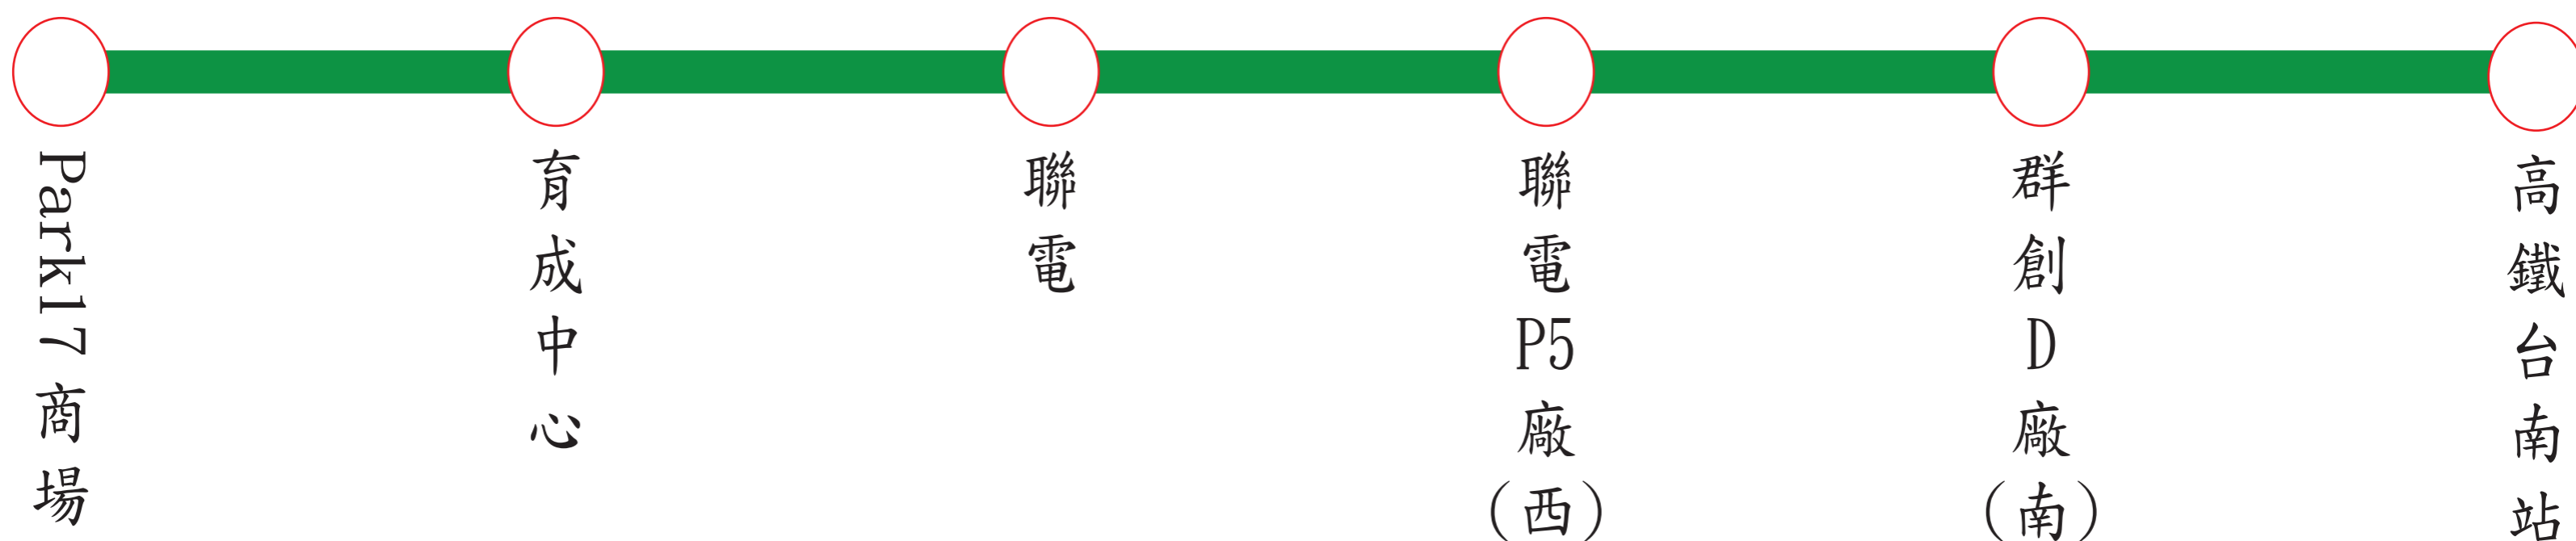 Park17商場
育成中心
聯電
聯電P5廠(西)
群創D廠(南)
高鐵台南站